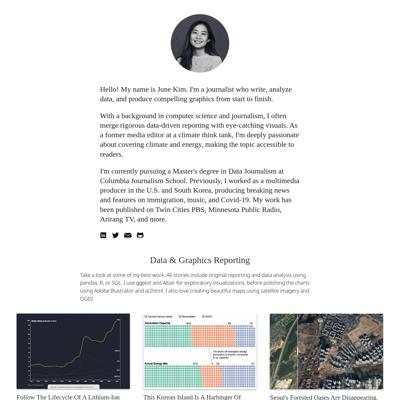 Hello! My name is June Kim. I'm a journalist who write, analyze
data, and produce compelling graphics from start to finish.
With a background in computer science and journalism, I often
merge rigorous data-driven reporting with eye-catching visuals. As
a former media editor at a climate think tank, I'm deeply passionate
about covering climate and energy, making the topic accessible to
readers.
I'm currently pursuing a Master's degree in Data Journalism at
Columbia Journalism School. Previously, I worked as a multimedia
producer in the U.S. and South Korea, producing breaking news
and features on immigration, music, and Covid-19. My work has
been published on Twin Cities PBS, Minnesota Public Radio,
Arirang TV, and more.
Data & Graphics Reporting
Take a look at some of my best work. All stories include original reporting and data analysis using
pandas, R, or SQL. I use ggplot and Altair for exploratory visualizations, before polishing the charts
using Adobe Illustrator and ai2html. I also love creating beautiful maps using satellite imagery and
QGIS!
Generation Capacity
Actual Energy Mix
Follow The Lifecycle Of A Lithium-Ion
This Korean Island Is A Harbinger Of
Seoul's Forested Oases Are Disappearing.